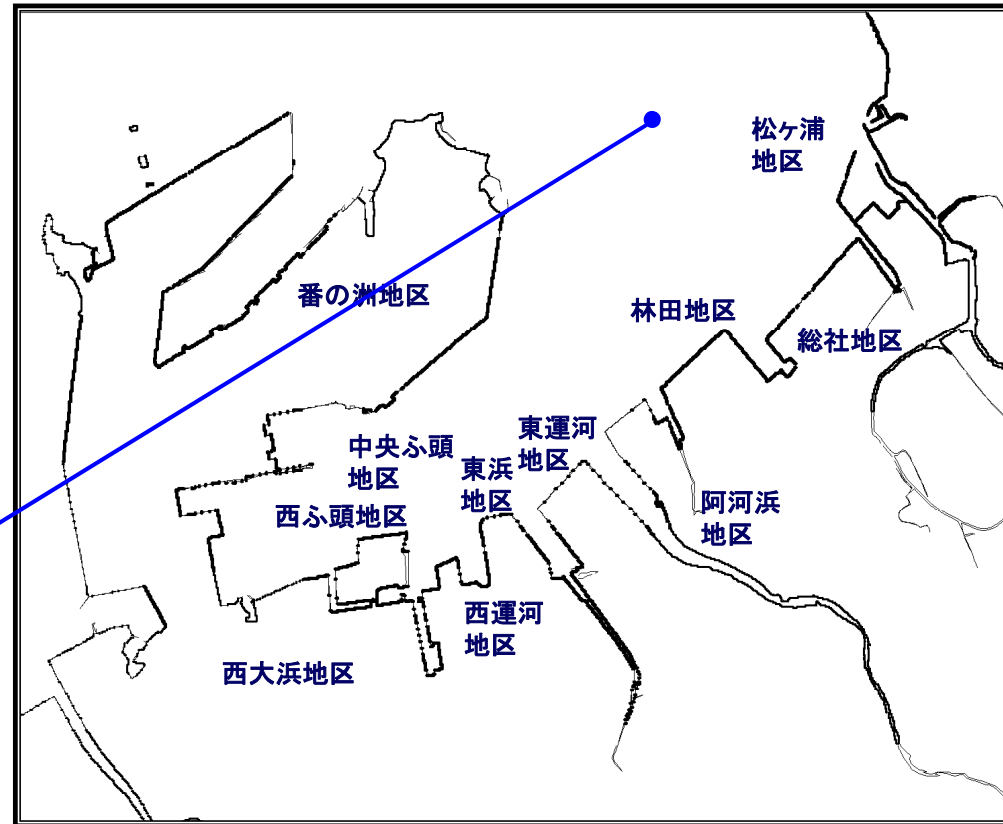 松ヶ浦
地区
番の洲地区
林田地区
総社地区
東運河
地区
中央ふ頭
地区
東浜
地区
西ふ頭地区
阿河浜
地区
西運河
地区
西大浜地区